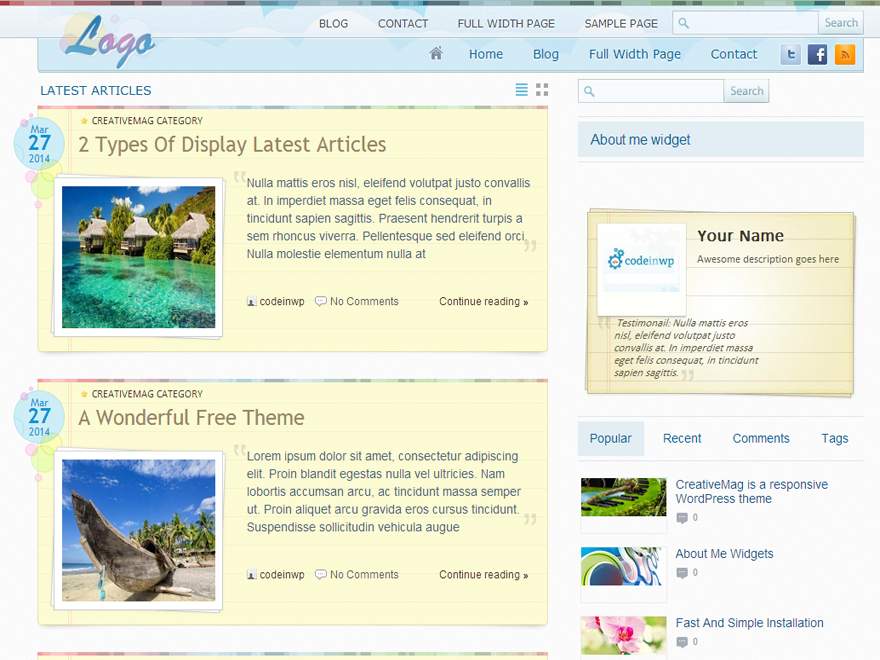 BLOG CONTACT FULL WIDTH PAGE SAMPLE PAGE Search
Logo
Home Blog Full Width Page Contact t f
LATEST ARTICLES
Mar
27
2014
CREATIVEMAG CATEGORY
2 Types Of Display Latest Articles
Nulla mattis eros nisl, eleifend volutpat justo convallis
at. In imperdiet massa eget felis consequat, in
tincidunt sapien sagittis. Praesent hendrerit turpis a
sem rhoncus viverra. Pellentesque sed eleifend orci.
Nulla molestie elementum nulla at
codeinwp No Comments Continue reading »
Mar
27
2014
CREATIVEMAG CATEGORY
A Wonderful Free Theme
Lorem ipsum dolor sit amet, consectetur adipiscing
elit. Proin blandit egestas nulla vel ultricies. Nam
lobortis accumsan arcu, ac tincidunt massa semper
ut. Proin aliquet arcu gravida eros cursus tincidunt.
Suspendisse sollicitudin vehicula augue
codeinwp No Comments Continue reading »
Search
About me widget
codeinwp
Your Name
Awesome description goes here
Testimonail: Nulla mattis eros
nisl, eleifend volutpat justo
convallis at. In imperdiet massa
eget felis consequat, in tincidunt
sapien sagittis.
Popular Recent Comments Tags
CreativeMag is a responsive
WordPress theme
0
About Me Widgets
0
Fast And Simple Installation
0